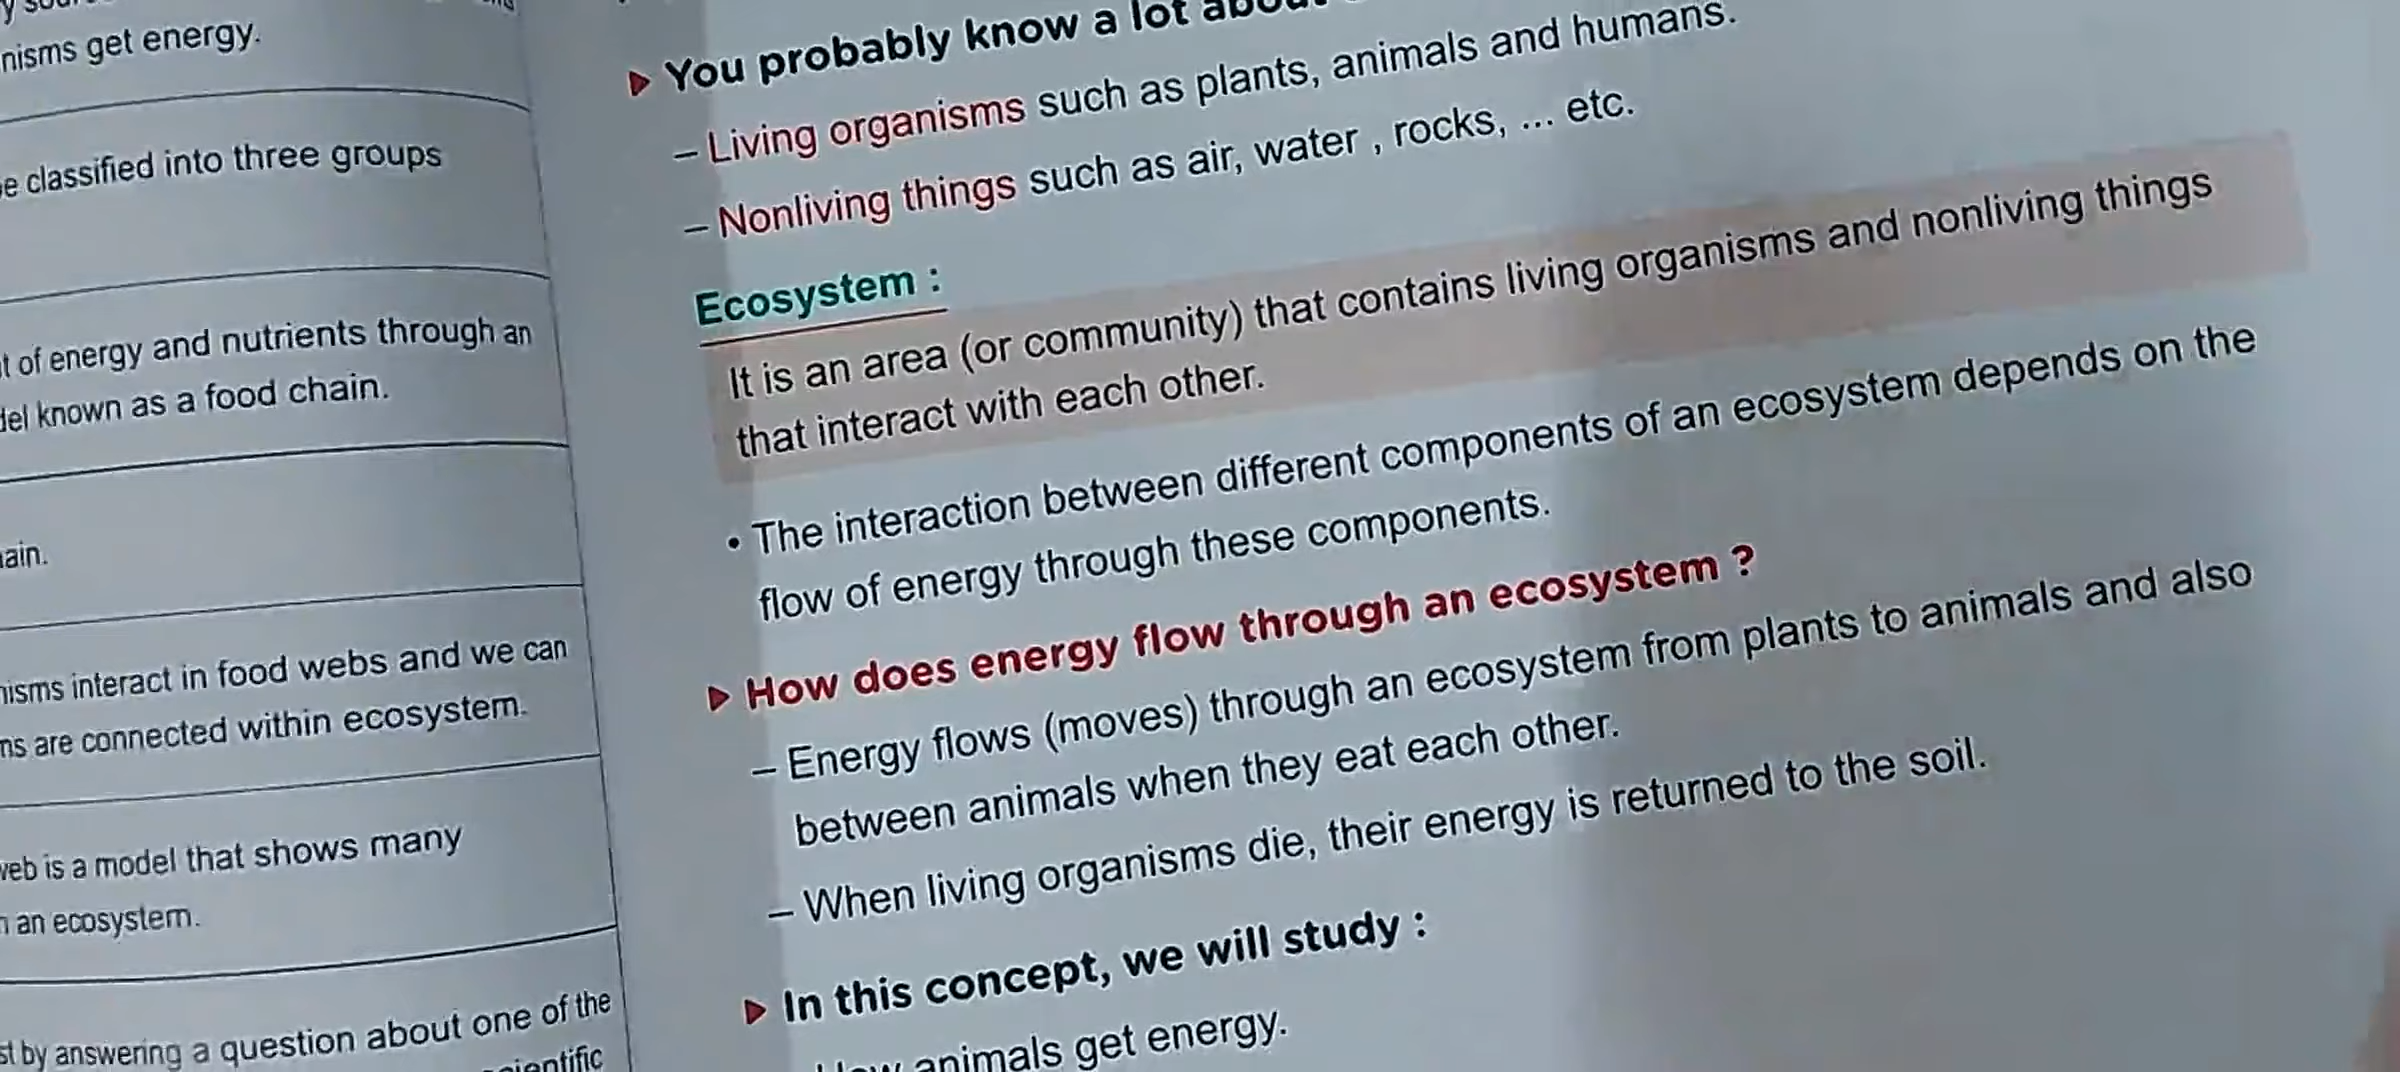 nisms get energy.
classified into three groups
of energy and nutrients through an
known as a food chain.
interact in food webs and we can
are connected within ecosystem.
is a model that shows many
an ecosystem.
by answering a question about one of the
▶ You probably know a lot
– Living organisms such as plants, animals and humans.
– Nonliving things such as air, water , rocks, ... etc.
Ecosystem :
It is an area (or community) that contains living organisms and nonliving things
that interact with each other.
• The interaction between different components of an ecosystem depends on the
flow of energy through these components.
▶ How does energy flow through an ecosystem ?
– Energy flows (moves) through an ecosystem from plants to animals and also
between animals when they eat each other.
– When living organisms die, their energy is returned to the soil.
▶ In this concept, we will study :
animals get energy.